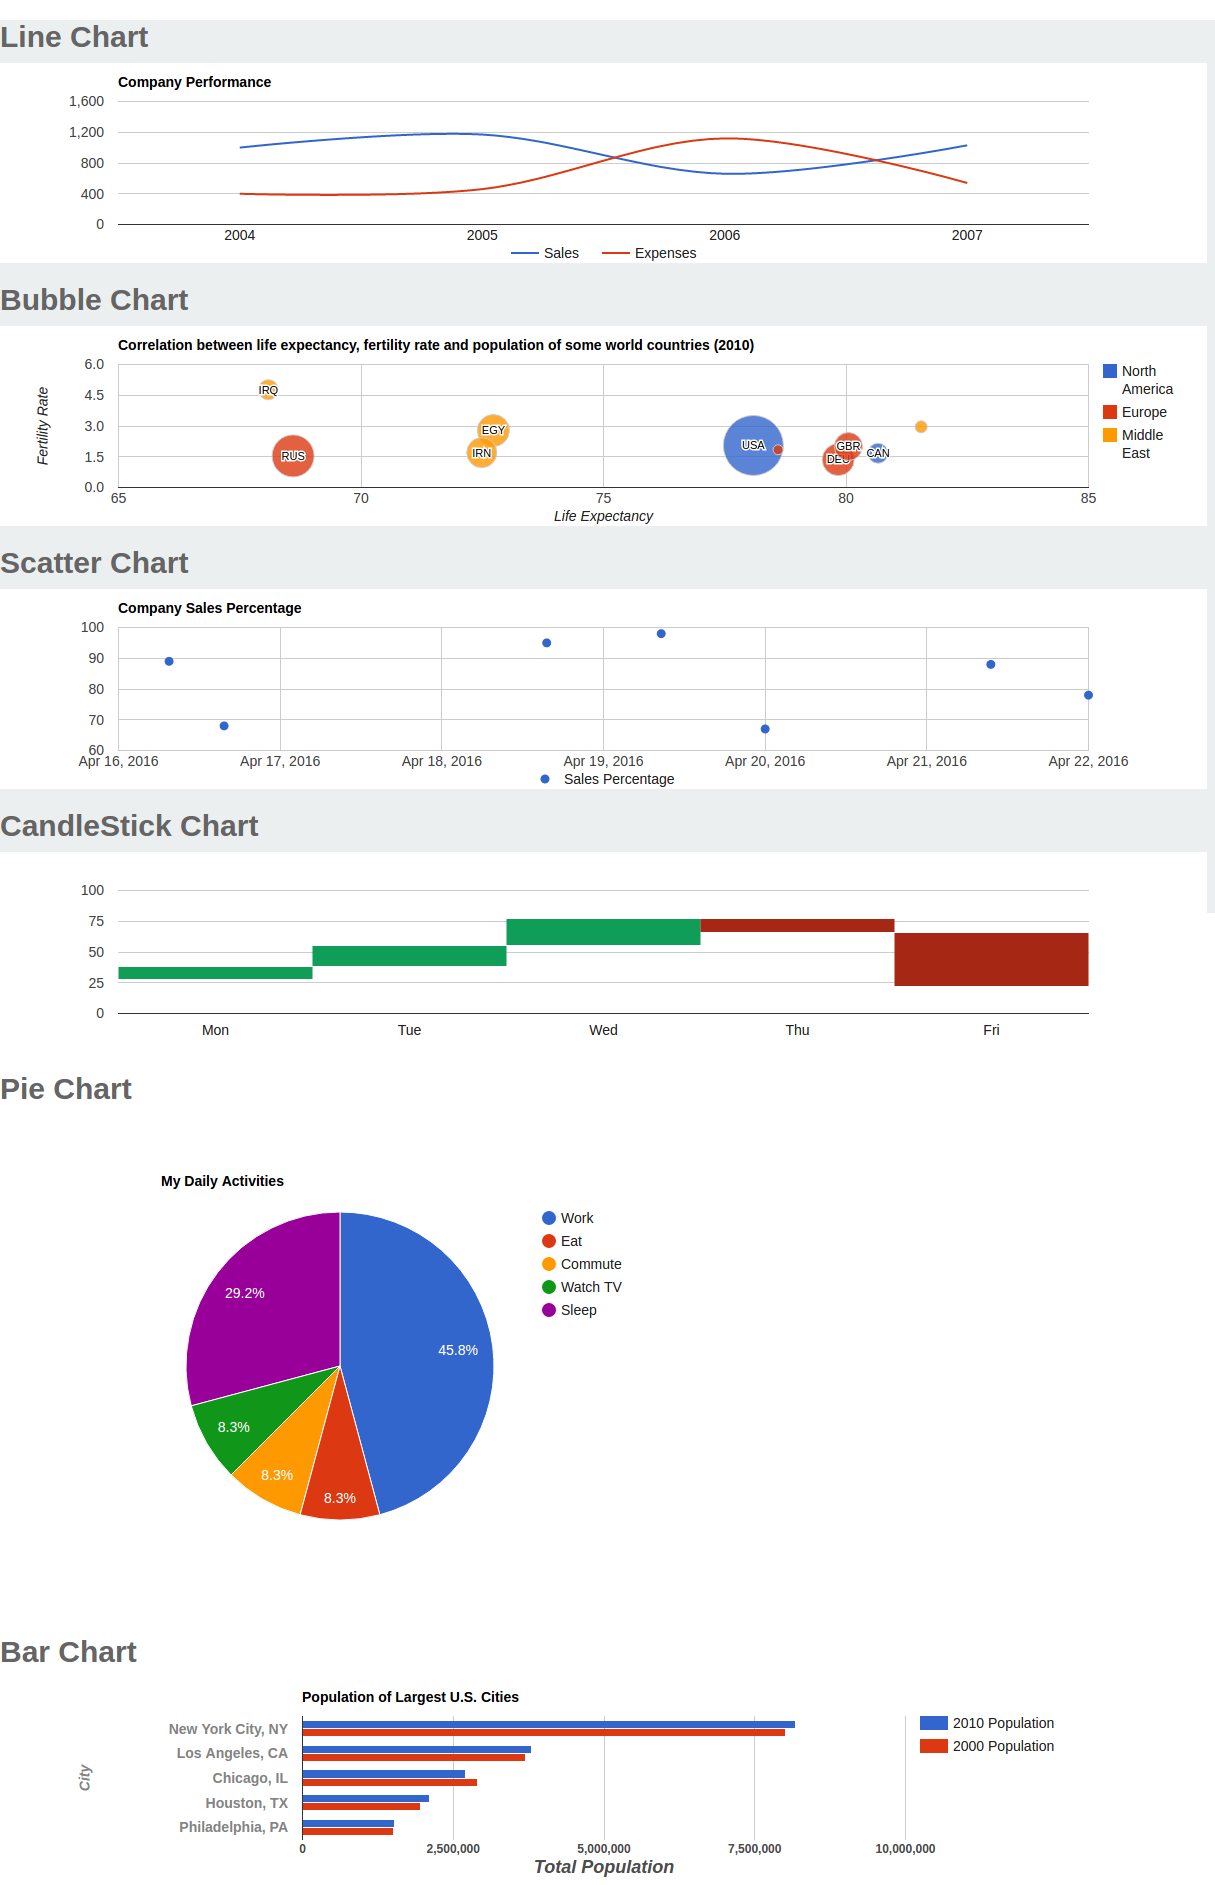 Line Chart
Company Performance
1,600
1,200
800
400
0
2004 2005 2006 2007
Sales Expenses
Bubble Chart
Correlation between life expectancy, fertility rate and population of some world countries (2010)
Fertility Rate
6.0
4.5
3.0
1.5
0.0
IRQ
RUS
EGY
IRN
USA
DEU
GBR
CAN
65 70 75 80 85
Life Expectancy
North
America
Europe
Middle
East
Scatter Chart
Company Sales Percentage
100
90
80
70
60
Apr 16, 2016 Apr 17, 2016 Apr 18, 2016 Apr 19, 2016 Apr 20, 2016 Apr 21, 2016 Apr 22, 2016
Sales Percentage
CandleStick Chart
100
75
50
25
0
Mon Tue Wed Thu Fri
Pie Chart
My Daily Activities
Work
Eat
Commute
Watch TV
Sleep
29.2%
45.8%
8.3%
8.3%
8.3%
Bar Chart
Population of Largest U.S. Cities
City
New York City, NY
Los Angeles, CA
Chicago, IL
Houston, TX
Philadelphia, PA
2010 Population
2000 Population
0 2,500,000 5,000,000 7,500,000 10,000,000
Total Population